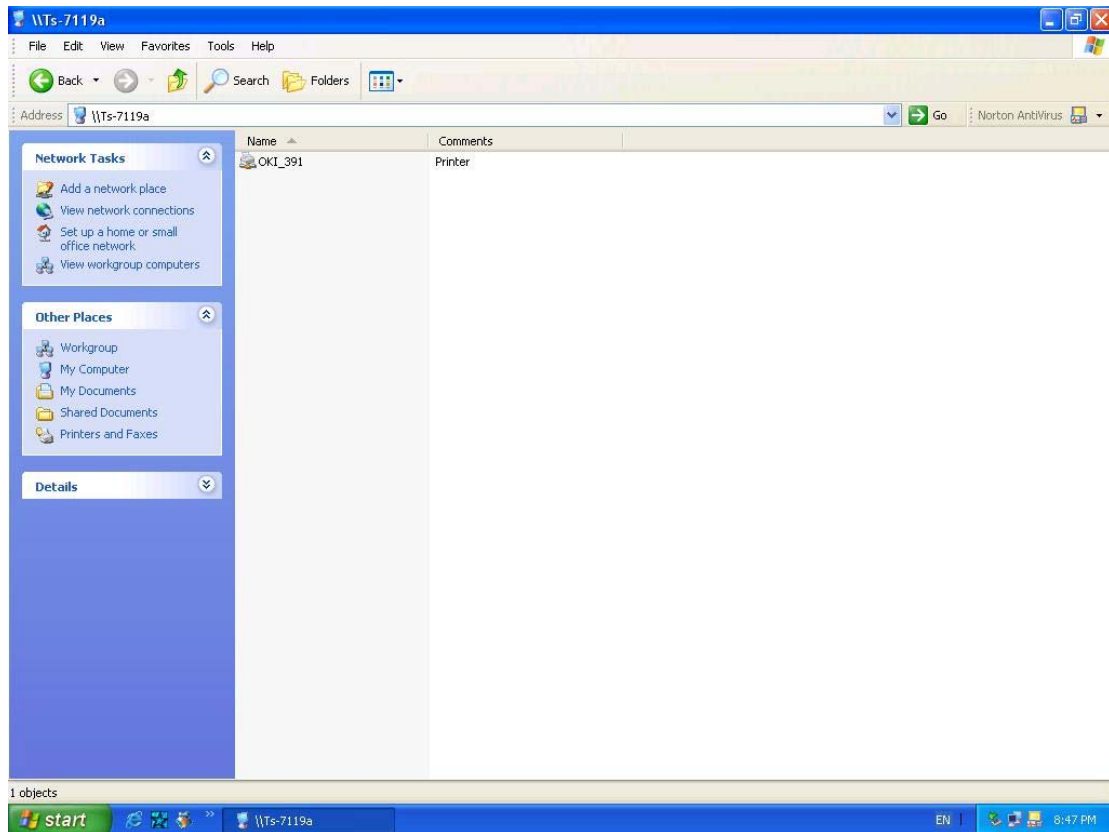 \\Ts-7119a
File Edit View Favorites Tools Help
Back Search Folders
Address \\Ts-7119a Go Norton AntiVirus
Name Comments
Network Tasks
OKI_391 Printer
Add a network place
View network connections
Set up a home or small
office network
View workgroup computers
Other Places
Workgroup
My Computer
My Documents
Shared Documents
Printers and Faxes
Details
1 objects
start \\Ts-7119a EN 8:47 PM